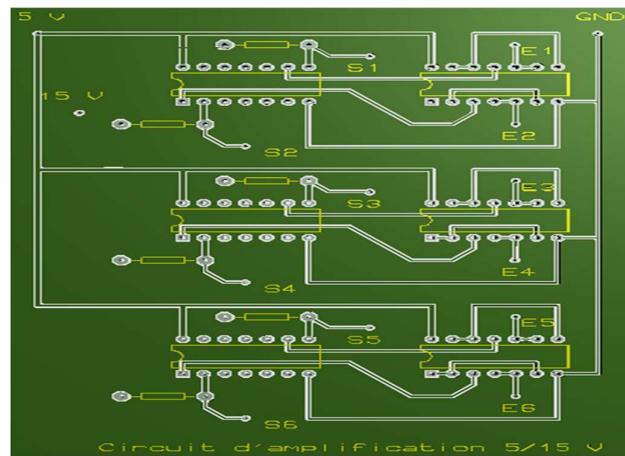 5 V
GND
E1
S1
15 V
E2
S2
E3
S3
E4
S4
E5
S5
E6
S6
Circuit d'amplification 5/15 V